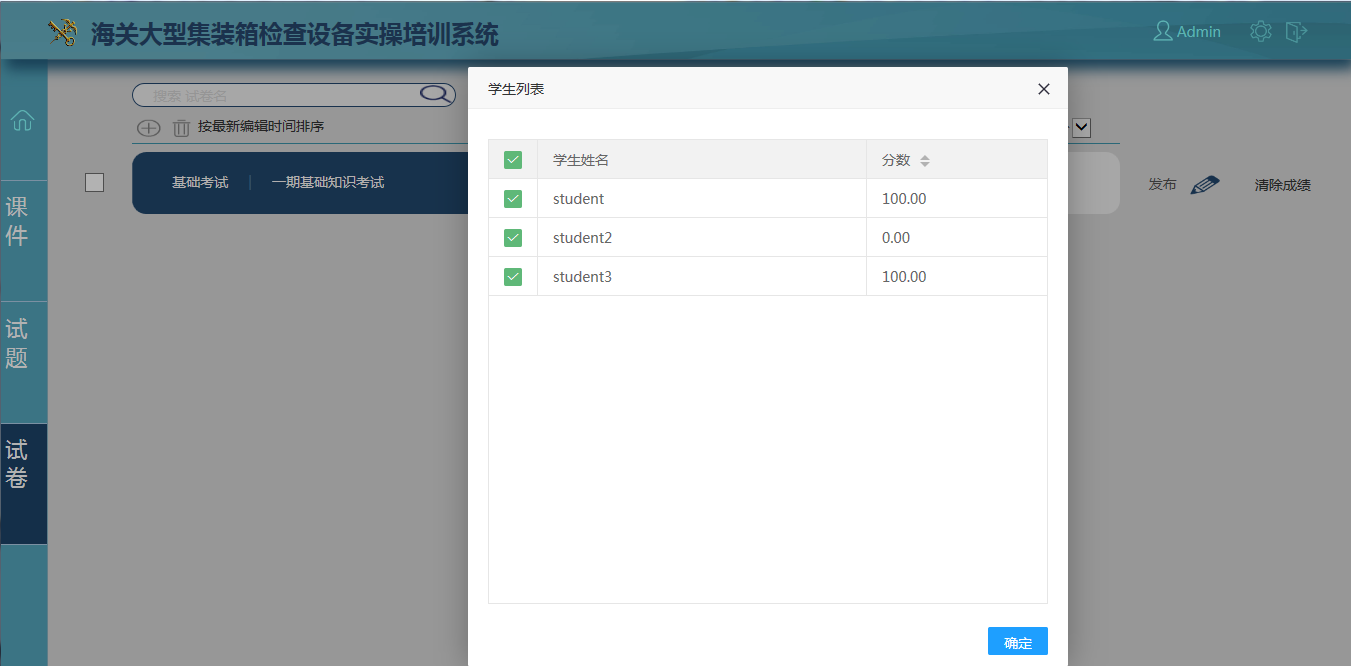 海关大型集装箱检查设备实操培训系统
Admin
学生列表
搜索 试卷名
按最新编辑时间排序
学生姓名 分数
基础考试 一期基础知识考试
发布 清除成绩
student 100.00
student2 0.00
student3 100.00
课件
试题
试卷
确定